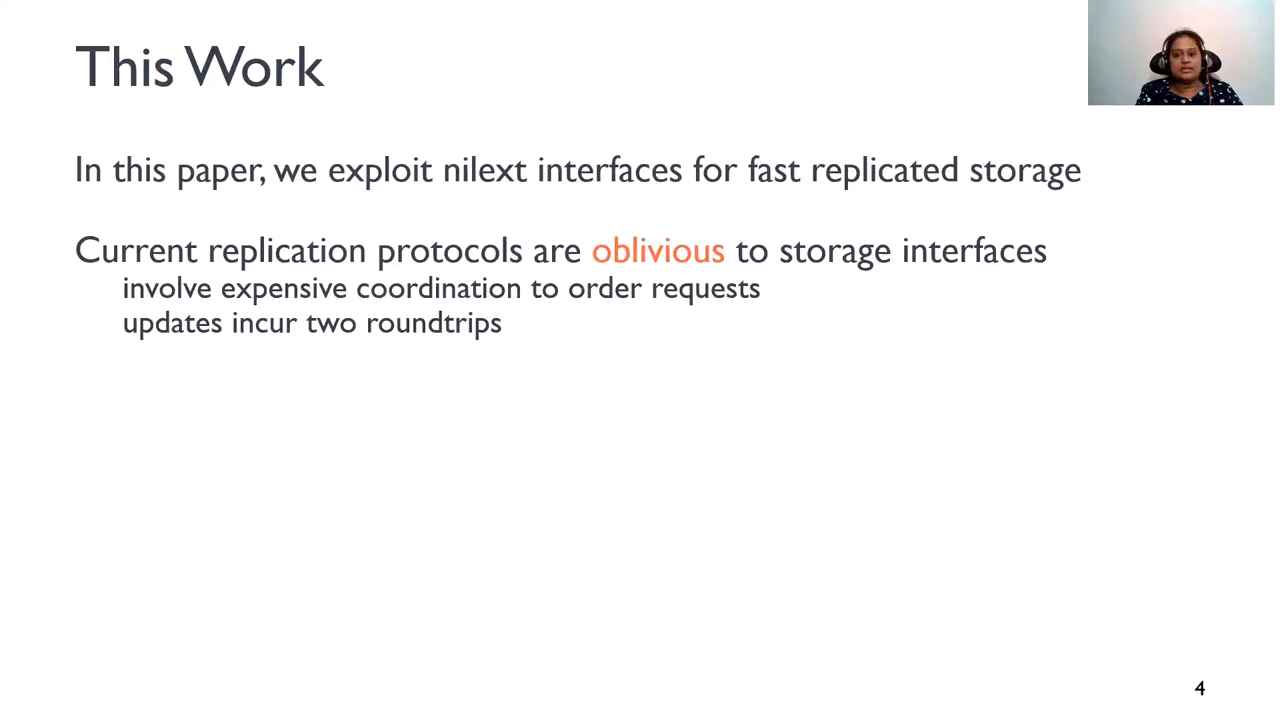 This Work
In this paper, we exploit nilext interfaces for fast replicated storage
Current replication protocols are oblivious to storage interfaces
involve expensive coordination to order requests
updates incur two roundtrips
4